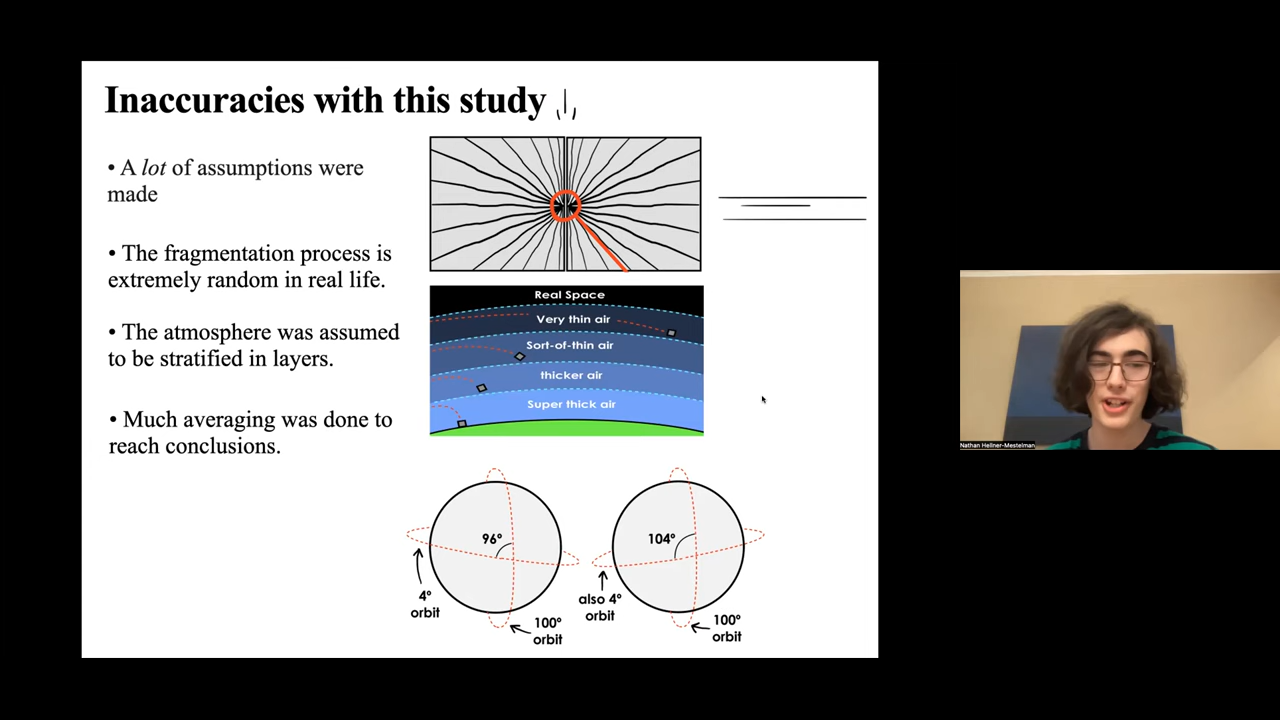 Inaccuracies with this study
• A lot of assumptions were
made
• The fragmentation process is
extremely random in real life.
• The atmosphere was assumed
to be stratified in layers.
• Much averaging was done to
reach conclusions.
Real Space
Very thin air
Sort-of-thin air
thicker air
Super thick air
96°
4°
orbit
100°
orbit
104°
also 4°
orbit
100°
orbit
Nathan Hellner-Mestelman